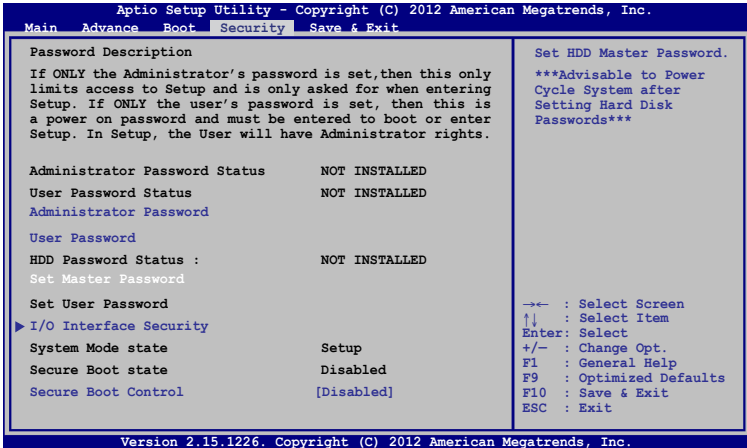 Aptio Setup Utility - Copyright (C) 2012 American Megatrends, Inc.
Main Advance Boot Security Save & Exit
Password Description
If ONLY the Administrator's password is set,then this only
limits access to Setup and is only asked for when entering
Setup. If ONLY the user's password is set, then this is
a power on password and must be entered to boot or enter
Setup. In Setup, the User will have Administrator rights.
Administrator Password Status NOT INSTALLED
User Password Status NOT INSTALLED
Administrator Password
User Password
HDD Password Status : NOT INSTALLED
Set Master Password
Set User Password
I/O Interface Security
System Mode state Setup
Secure Boot state Disabled
Secure Boot Control [Disabled]
Set HDD Master Password.
***Advisable to Power
Cycle System after
Setting Hard Disk
Passwords***
→← : Select Screen
↑↓ : Select Item
Enter: Select
+/— : Change Opt.
F1 : General Help
F9 : Optimized Defaults
F10 : Save & Exit
ESC : Exit
Version 2.15.1226. Copyright (C) 2012 American Megatrends, Inc.